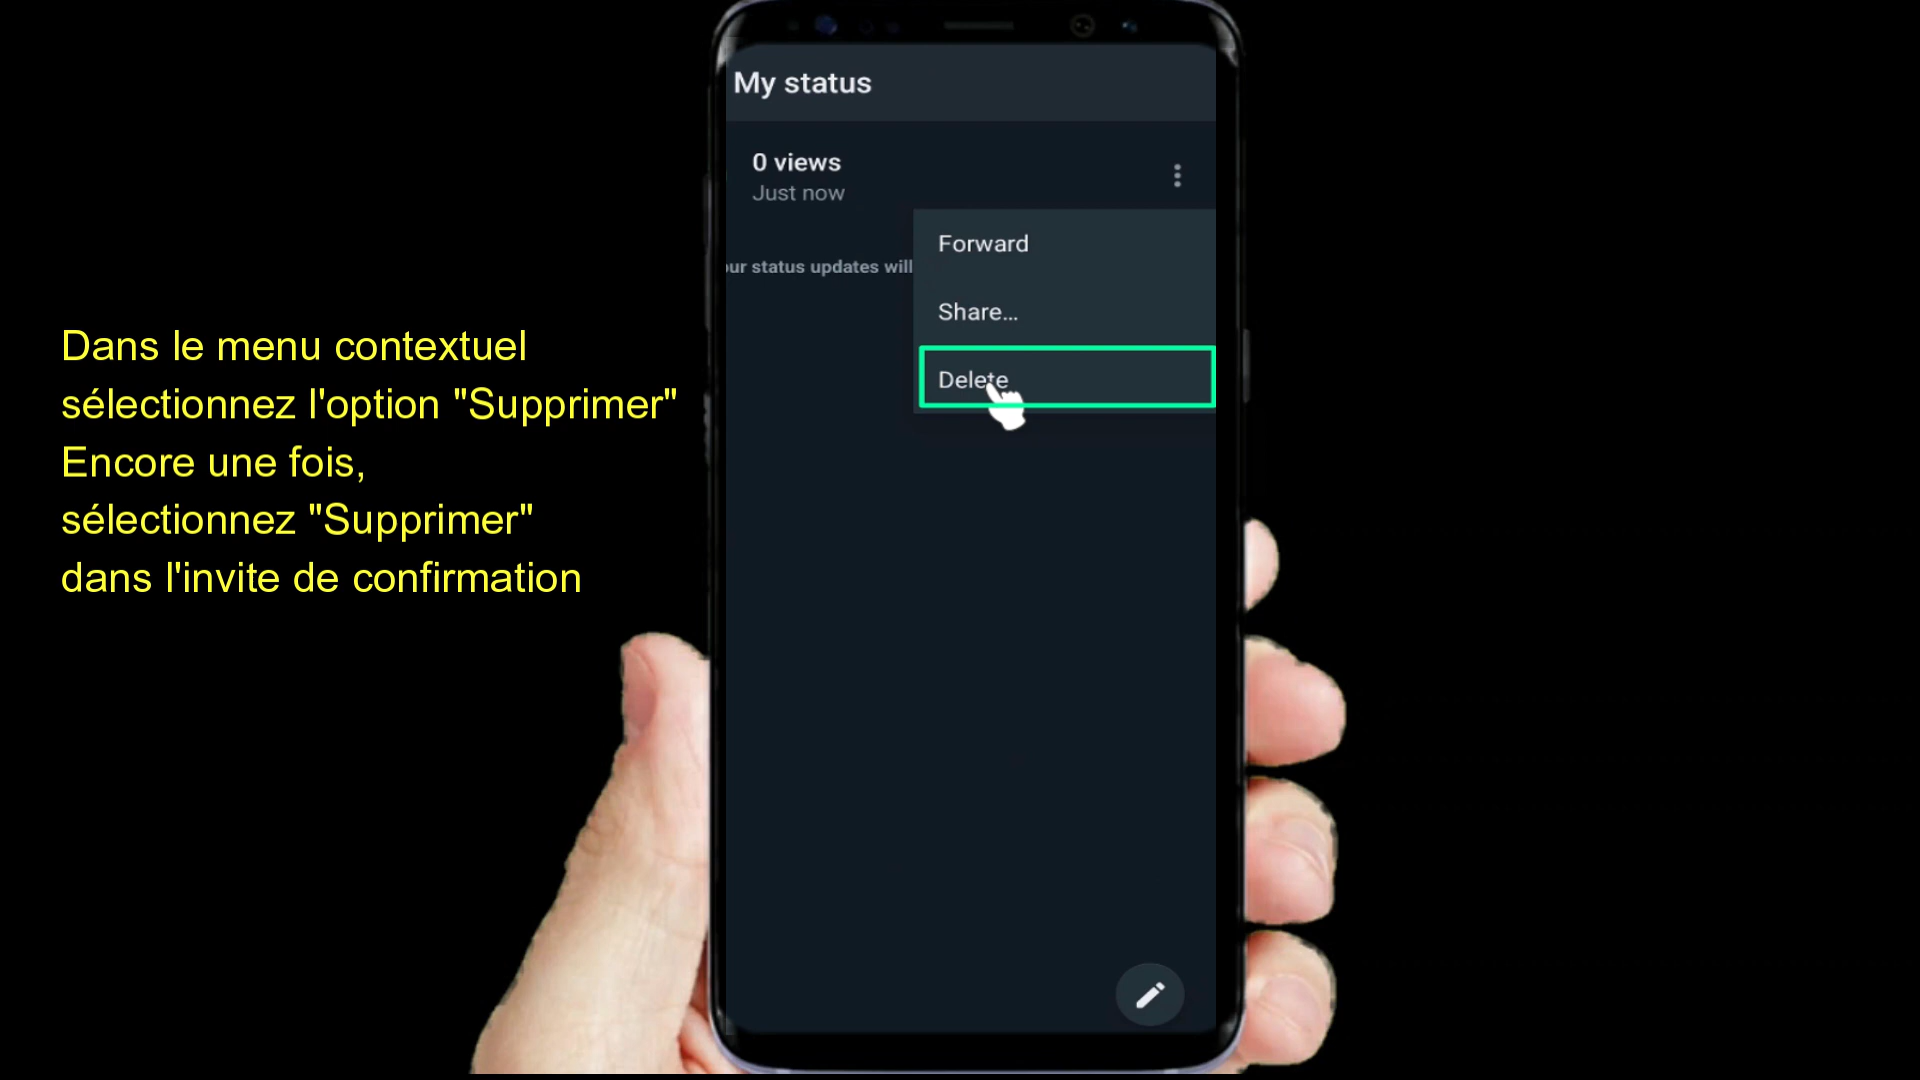 My status
0 views
Just now
Forward
status updates will
Share...
Delete
Dans le menu contextuel
sélectionnez l'option "Supprimer"
Encore une fois,
sélectionnez "Supprimer"
dans l'invite de confirmation